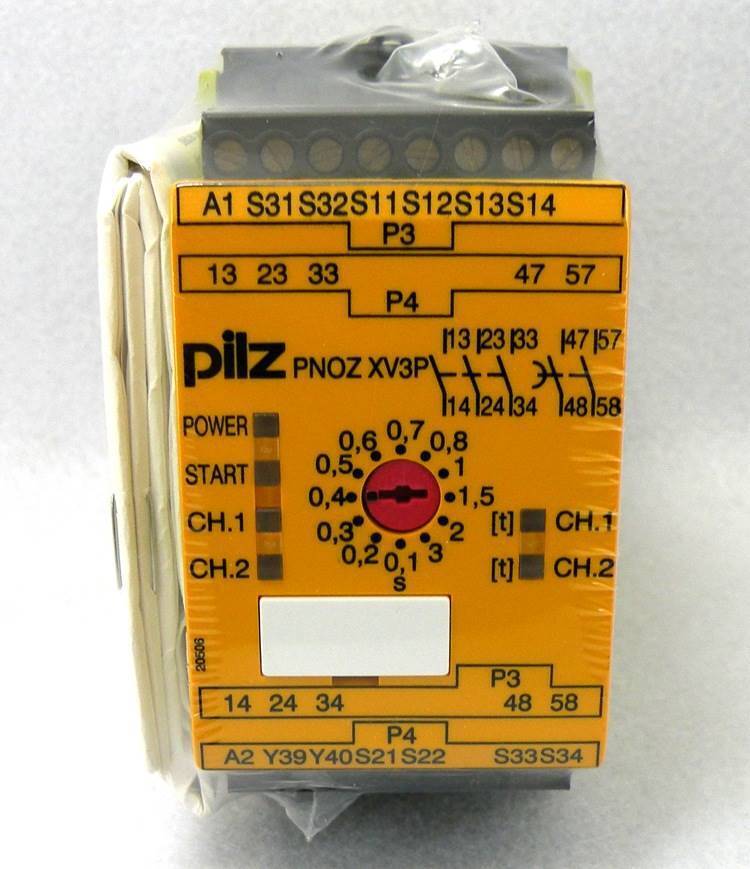 A1 S31 S32 S11 S12 S13 S14
P3
13 23 33 47 57
P4
pilz PNOZ XV3P
13 23 33 47 57
14 24 34 48 58
POWER
START
CH.1
CH.2
0,1 0,2 0,3 0,4 0,5 0,6 0,7 0,8 1 1,5 2 3
s
[t] CH.1
[t] CH.2
20506
P3
14 24 34 48 58
P4
A2 Y39 Y40 S21 S22 S33 S34